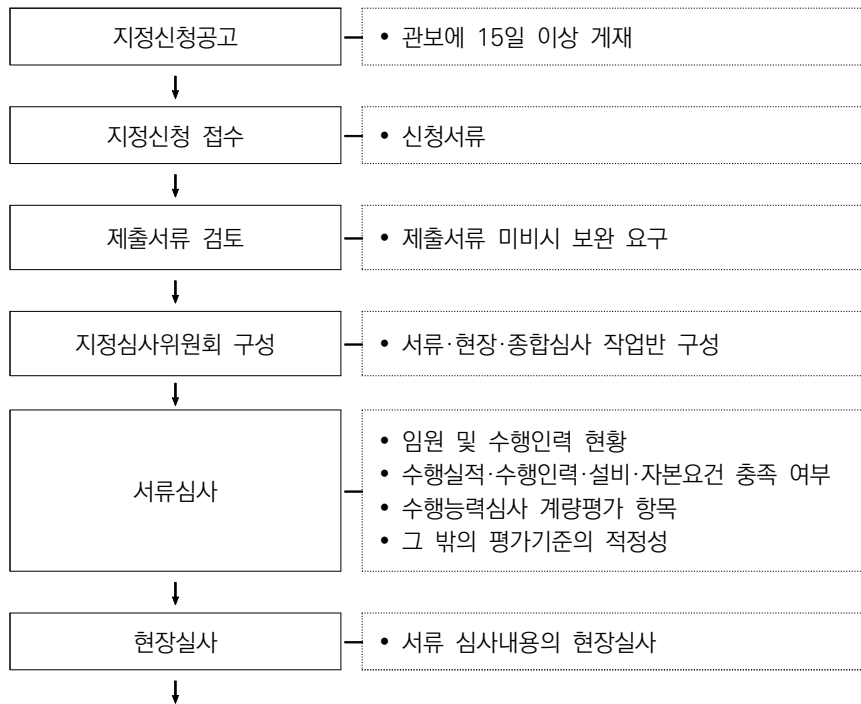 지정신청공고
• 관보에 15일 이상 게재
지정신청 접수
• 신청서류
제출서류 검토
• 제출서류 미비시 보완 요구
지정심사위원회 구성
• 서류·현장·종합심사 작업반 구성
서류심사
• 임원 및 수행인력 현황
• 수행실적·수행인력·설비·자본요건 충족 여부
• 수행능력심사 계량평가 항목
• 그 밖의 평가기준의 적정성
현장실사
• 서류 심사내용의 현장실사